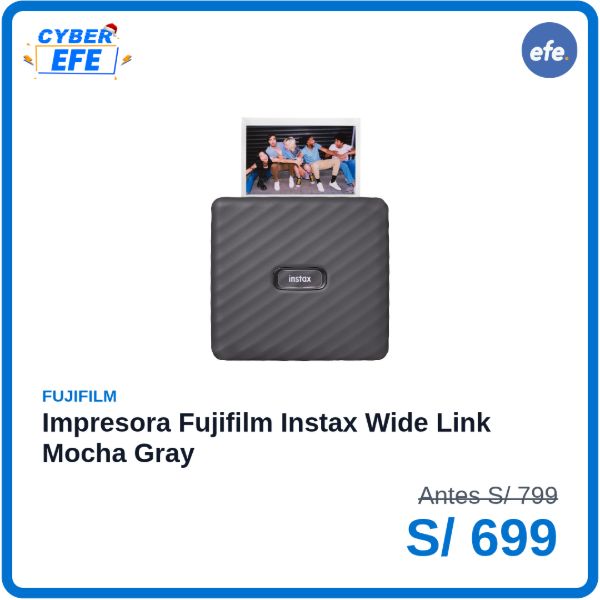 CYBER
EFE
efe.
instax
FUJIFILM
Impresora Fujifilm Instax Wide Link
Mocha Gray
Antes S/ 799
S/ 699